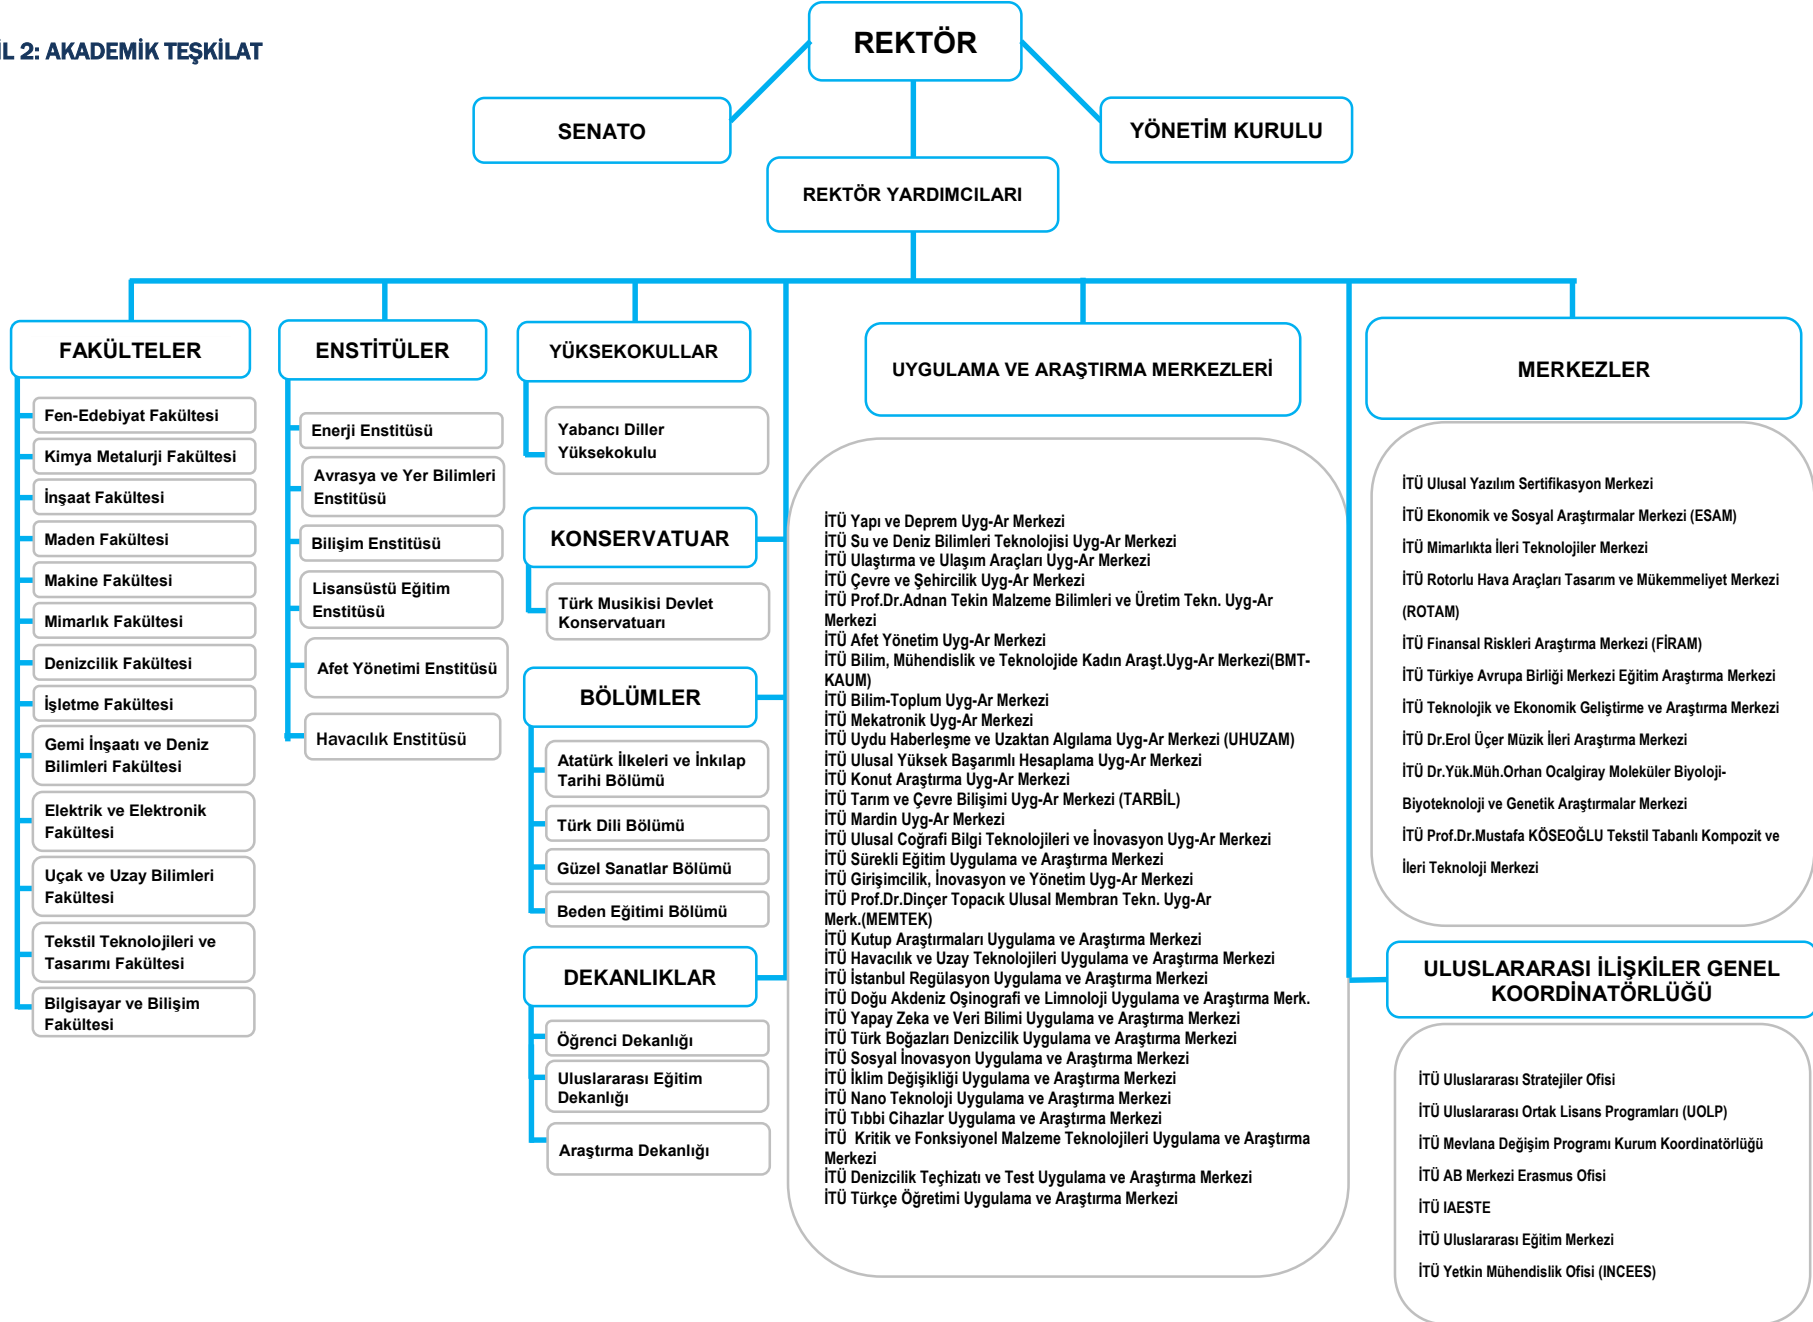 İL 2: AKADEMİK TEŞKİLAT
REKTÖR
SENATO
YÖNETİM KURULU
REKTÖR YARDIMCILARI
FAKÜLTELER
Fen-Edebiyat Fakültesi
Kimya Metalurji Fakültesi
İnşaat Fakültesi
Maden Fakültesi
Makine Fakültesi
Mimarlık Fakültesi
Denizcilik Fakültesi
İşletme Fakültesi
Gemi İnşaatı ve Deniz
Bilimleri Fakültesi
Elektrik ve Elektronik
Fakültesi
Uçak ve Uzay Bilimleri
Fakültesi
Tekstil Teknolojileri ve
Tasarımı Fakültesi
Bilgisayar ve Bilişim
Fakültesi
ENSTİTÜLER
Enerji Enstitüsü
Avrasya ve Yer Bilimleri
Enstitüsü
Bilişim Enstitüsü
Lisansüstü Eğitim
Enstitüsü
Afet Yönetimi Enstitüsü
Havacılık Enstitüsü
YÜKSEKOKULLAR
Yabancı Diller
Yüksekokulu
KONSERVATUAR
Türk Musikisi Devlet
Konservatuarı
BÖLÜMLER
Atatürk İlkeleri ve İnkılap
Tarihi Bölümü
Türk Dili Bölümü
Güzel Sanatlar Bölümü
Beden Eğitimi Bölümü
DEKANLIKLAR
Öğrenci Dekanlığı
Uluslararası Eğitim
Dekanlığı
Araştırma Dekanlığı
UYGULAMA VE ARAŞTIRMA MERKEZLERİ
İTÜ Yapı ve Deprem Uyg-Ar Merkezi
İTÜ Su ve Deniz Bilimleri Teknolojisi Uyg-Ar Merkezi
İTÜ Ulaştırma ve Ulaşım Araçları Uyg-Ar Merkezi
İTÜ Çevre ve Şehircilik Uyg-Ar Merkezi
İTÜ Prof.Dr.Adnan Tekin Malzeme Bilimleri ve Üretim Tekn. Uyg-Ar
Merkezi
İTÜ Afet Yönetim Uyg-Ar Merkezi
İTÜ Bilim, Mühendislik ve Teknolojide Kadın Araşt.Uyg-Ar Merkezi(BMT-
KAUM)
İTÜ Bilim-Toplum Uyg-Ar Merkezi
İTÜ Mekatronik Uyg-Ar Merkezi
İTÜ Uydu Haberleşme ve Uzaktan Algılama Uyg-Ar Merkezi (UHUZAM)
İTÜ Ulusal Yüksek Başarımlı Hesaplama Uyg-Ar Merkezi
İTÜ Konut Araştırma Uyg-Ar Merkezi
İTÜ Tarım ve Çevre Bilişimi Uyg-Ar Merkezi (TARBİL)
İTÜ Mardin Uyg-Ar Merkezi
İTÜ Ulusal Coğrafi Bilgi Teknolojileri ve İnovasyon Uyg-Ar Merkezi
İTÜ Sürekli Eğitim Uygulama ve Araştırma Merkezi
İTÜ Girişimcilik, İnovasyon ve Yönetim Uyg-Ar Merkezi
İTÜ Prof.Dr.Dinçer Topacık Ulusal Membran Tekn. Uyg-Ar
Merk.(MEMTEK)
İTÜ Kutup Araştırmaları Uygulama ve Araştırma Merkezi
İTÜ Havacılık ve Uzay Teknolojileri Uygulama ve Araştırma Merkezi
İTÜ İstanbul Regülasyon Uygulama ve Araştırma Merkezi
İTÜ Doğu Akdeniz Oşinografi ve Limnoloji Uygulama ve Araştırma Merk.
İTÜ Yapay Zeka ve Veri Bilimi Uygulama ve Araştırma Merkezi
İTÜ Türk Boğazları Denizcilik Uygulama ve Araştırma Merkezi
İTÜ Sosyal İnovasyon Uygulama ve Araştırma Merkezi
İTÜ İklim Değişikliği Uygulama ve Araştırma Merkezi
İTÜ Nano Teknoloji Uygulama ve Araştırma Merkezi
İTÜ Tıbbi Cihazlar Uygulama ve Araştırma Merkezi
İTÜ Kritik ve Fonksiyonel Malzeme Teknolojileri Uygulama ve Araştırma
Merkezi
İTÜ Denizcilik Teçhizatı ve Test Uygulama ve Araştırma Merkezi
İTÜ Türkçe Öğretimi Uygulama ve Araştırma Merkezi
MERKEZLER
İTÜ Ulusal Yazılım Sertifikasyon Merkezi
İTÜ Ekonomik ve Sosyal Araştırmalar Merkezi (ESAM)
İTÜ Mimarlıkta İleri Teknolojiler Merkezi
İTÜ Rotorlu Hava Araçları Tasarım ve Mükemmeliyet Merkezi
(ROTAM)
İTÜ Finansal Riskleri Araştırma Merkezi (FİRAM)
İTÜ Türkiye Avrupa Birliği Merkezi Eğitim Araştırma Merkezi
İTÜ Teknolojik ve Ekonomik Geliştirme ve Araştırma Merkezi
İTÜ Dr.Erol Üçer Müzik İleri Araştırma Merkezi
İTÜ Dr.Yük.Müh.Orhan Ocalgiray Moleküler Biyoloji-
Biyoteknoloji ve Genetik Araştırmalar Merkezi
İTÜ Prof.Dr.Mustafa KÖSEOĞLU Tekstil Tabanlı Kompozit ve
İleri Teknoloji Merkezi
ULUSLARARASI İLİŞKİLER GENEL
KOORDİNATÖRLÜĞÜ
İTÜ Uluslararası Stratejiler Ofisi
İTÜ Uluslararası Ortak Lisans Programları (UOLP)
İTÜ Mevlana Değişim Programı Kurum Koordinatörlüğü
İTÜ AB Merkezi Erasmus Ofisi
İTÜ IAESTE
İTÜ Uluslararası Eğitim Merkezi
İTÜ Yetkin Mühendislik Ofisi (INCEES)